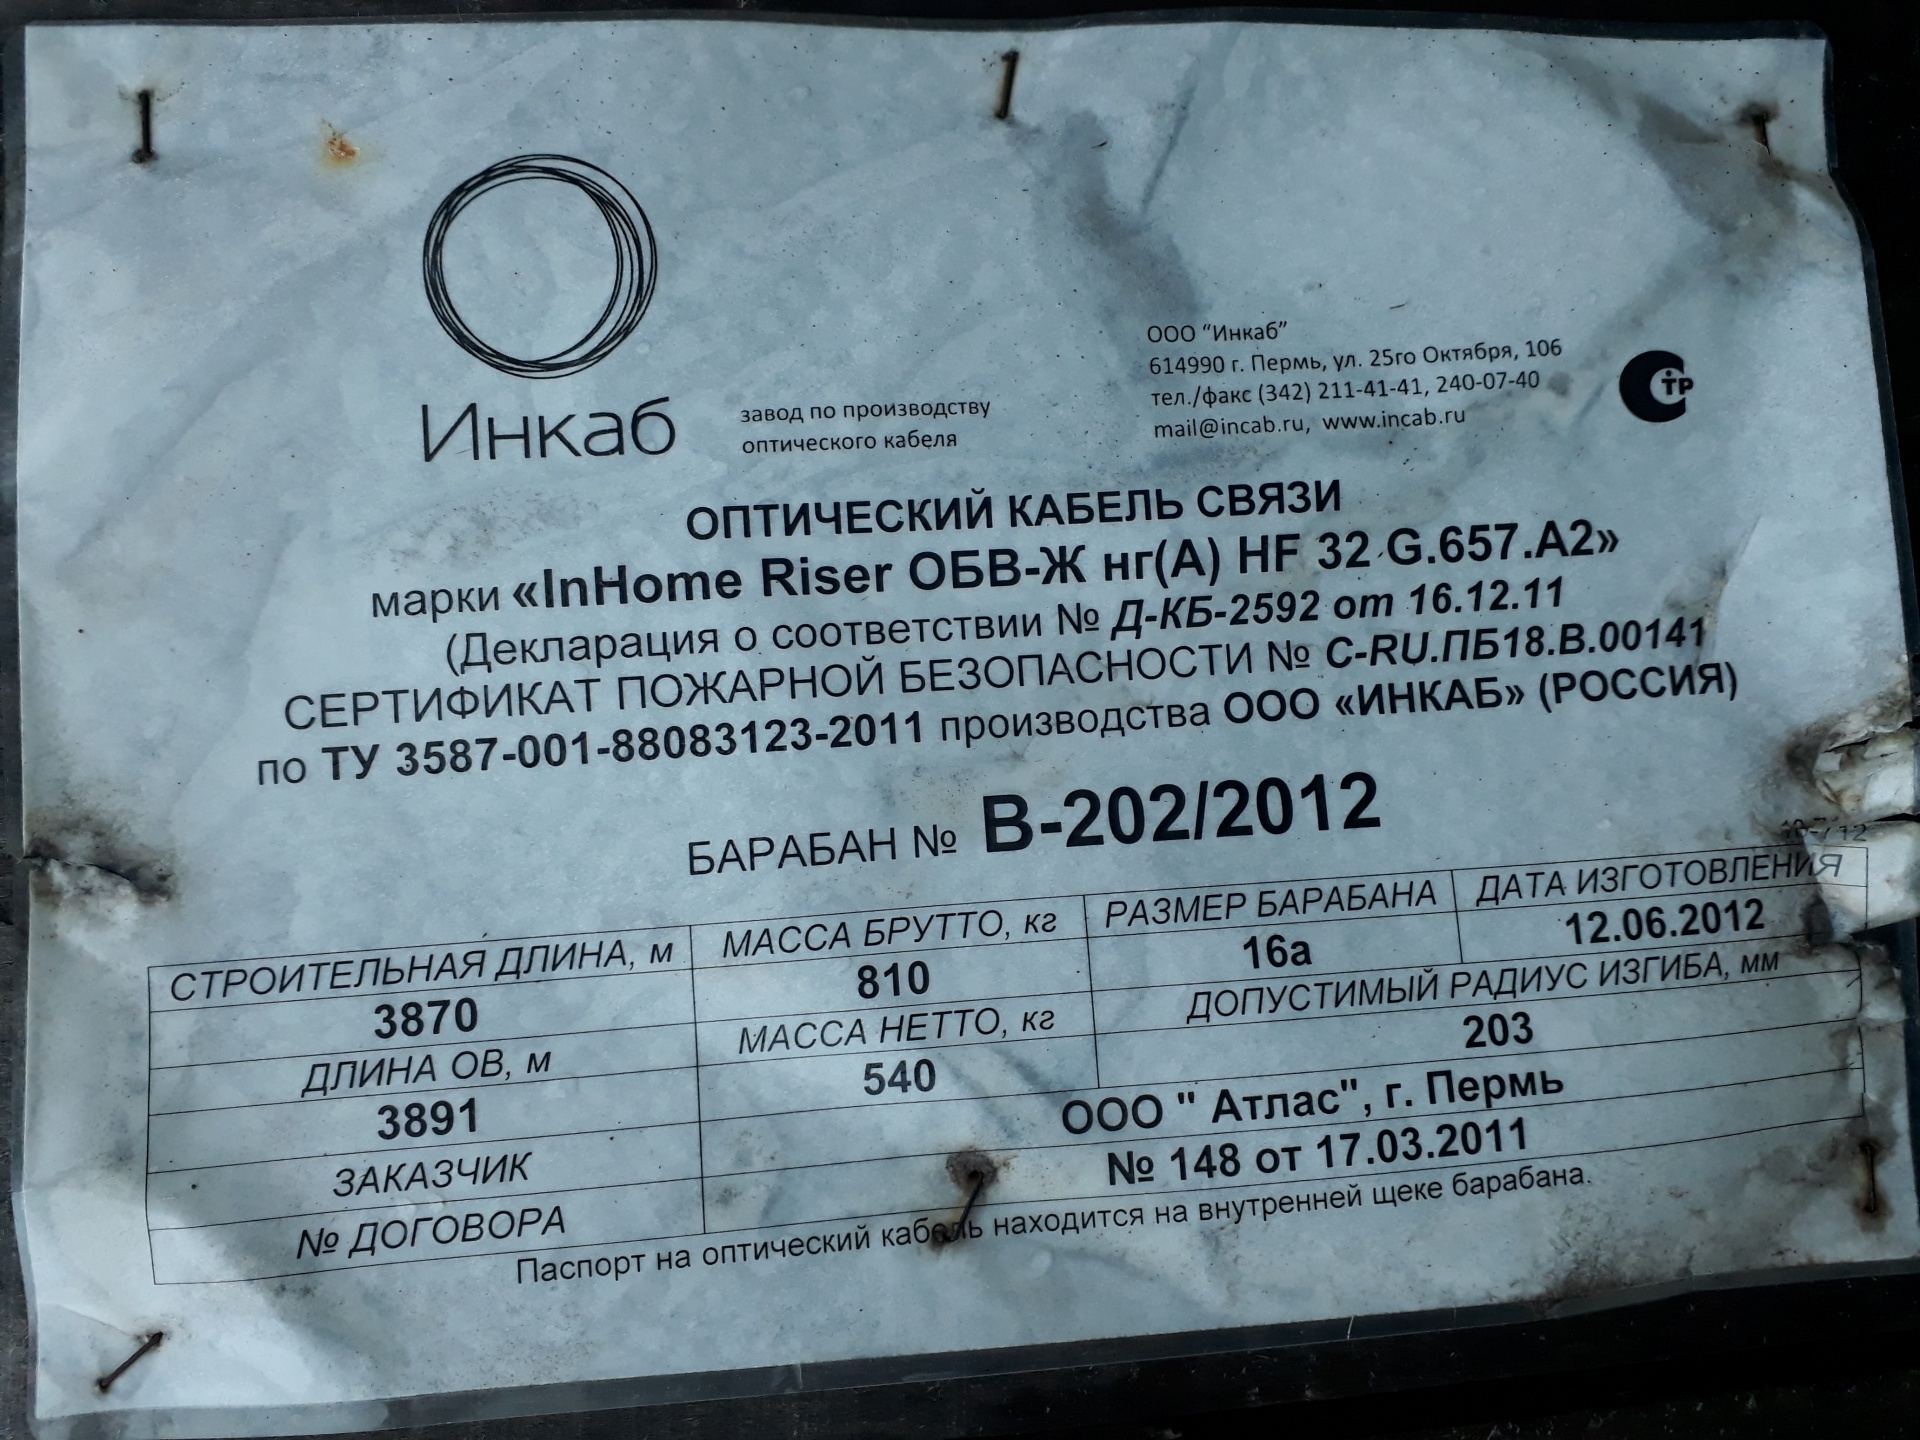 Инкаб
завод по производству
оптического кабеля
ООО "Инкаб"
614990 г. Пермь, ул. 25го Октября, 106
тел./факс (342) 211-41-41, 240-07-40
mail@incab.ru, www.incab.ru
СТР
ОПТИЧЕСКИЙ КАБЕЛЬ СВЯЗИ
марки «InHome Riser ОБВ-Ж нг(А) HF 32 G.657.A2»
(Декларация о соответствии № Д-КБ-2592 от 16.12.11
СЕРТИФИКАТ ПОЖАРНОЙ БЕЗОПАСНОСТИ № C-RU.ПБ18.В.00141
по ТУ 3587-001-88083123-2011 производства ООО «ИНКАБ» (РОССИЯ)
БАРАБАН № В-202/2012
СТРОИТЕЛЬНАЯ ДЛИНА, м МАССА БРУТТО, кг РАЗМЕР БАРАБАНА ДАТА ИЗГОТОВЛЕНИЯ
3870 810 16а 12.06.2012
ДЛИНА ОВ, м МАССА НЕТТО, кг ДОПУСТИМЫЙ РАДИУС ИЗГИБА, мм
3891 540 203
ЗАКАЗЧИК ООО " Атлас", г. Пермь
№ ДОГОВОРА № 148 от 17.03.2011
Паспорт на оптический кабель находится на внутренней щеке барабана.